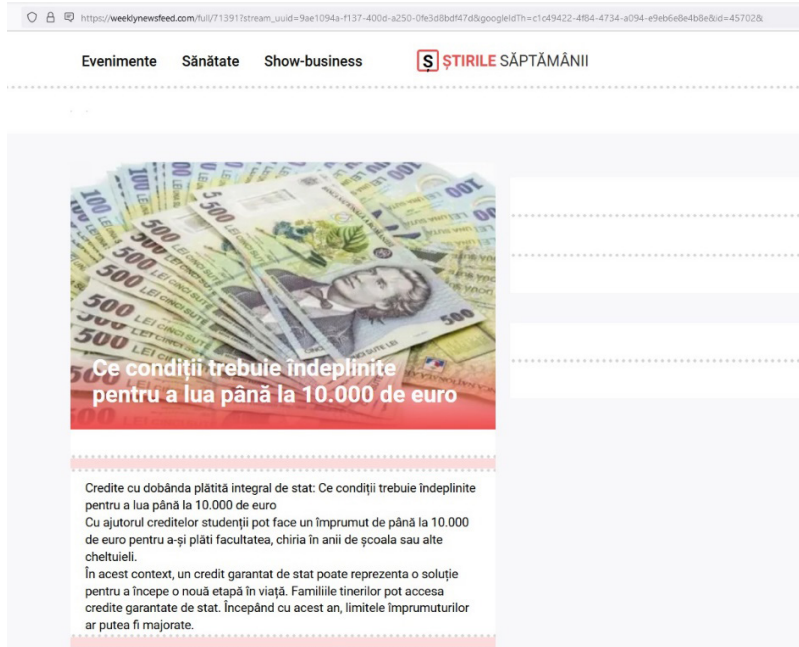 https://weeklynewsfeed.com/full/71391?stream_uuid=9ae1094a-f137-400d-a250-0fe3d8bdf47d&googleIdTh=c1c49422-4f84-4734-a094-e9eb6e8e4b8e&id=45702&
Evenimente Sănătate Show-business Ș ȘTIRILE SĂPTĂMÂNII
Ce condiții trebuie îndeplinite
pentru a lua până la 10.000 de euro
Credite cu dobânda plătită integral de stat: Ce condiții trebuie îndeplinite
pentru a lua până la 10.000 de euro
Cu ajutorul creditelor studenții pot face un împrumut de până la 10.000
de euro pentru a-și plăti facultatea, chiria în anii de școala sau alte
cheltuieli.
În acest context, un credit garantat de stat poate reprezenta o soluție
pentru a începe o nouă etapă în viață. Familiile tinerilor pot accesa
credite garantate de stat. Începând cu acest an, limitele împrumuturilor
ar putea fi majorate.